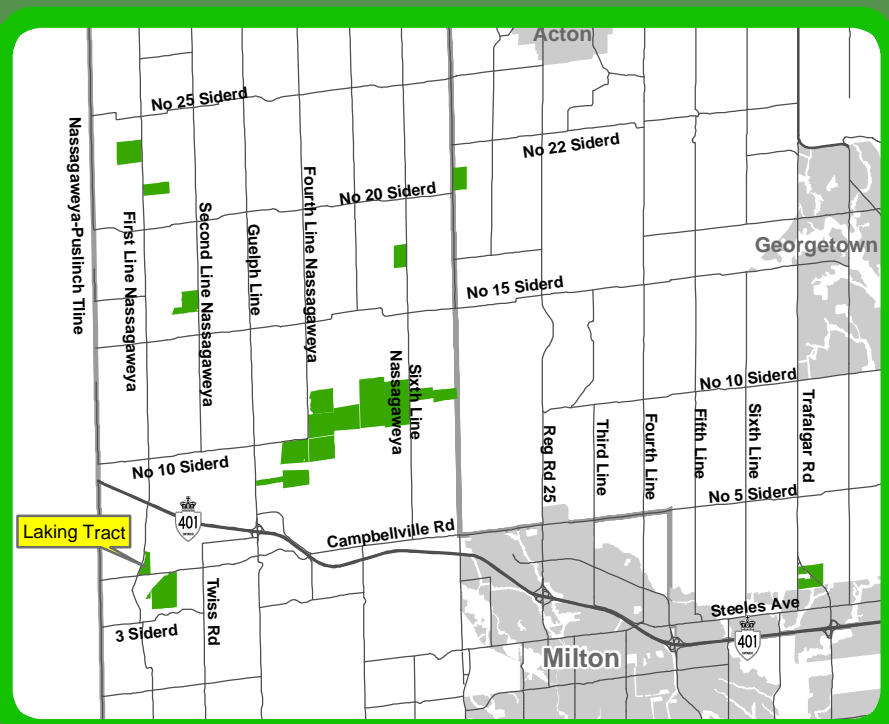 Acton
No 25 Siderd
No 22 Siderd
Nassagaweya-Puslinch Tline
No 20 Siderd
Fourth Line Nassagaweya
Second Line Nassagaweya
First Line Nassagaweya
Guelph Line
Georgetown
No 15 Siderd
Sixth Line
Nassagaweya
No 10 Siderd
Trafalgar Rd
Sixth Line
Fifth Line
Fourth Line
Third Line
Reg Rd 25
No 10 Siderd
No 5 Siderd
401
ONTARIO
Campbellville Rd
Laking Tract
Twiss Rd
3 Siderd
Steeles Ave
401
ONTARIO
Milton